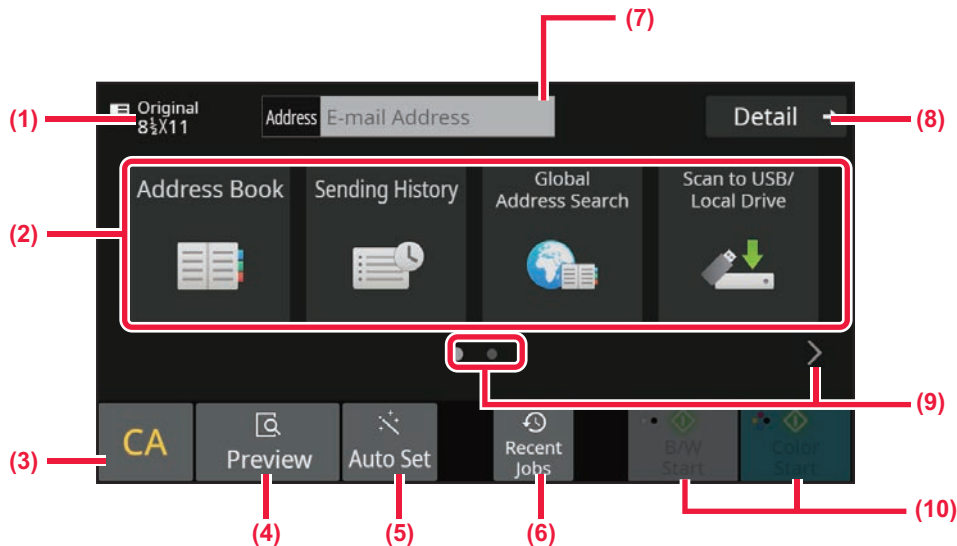 (7)
Original
8½X11
Address E-mail Address
Detail
(1)
(8)
Address Book
Sending History
Global
Address Search
Scan to USB/
Local Drive
(2)
(9)
CA
Preview
Auto Set
Recent
Jobs
B/W
Start
Color
Start
(3)
(10)
(4)
(5)
(6)